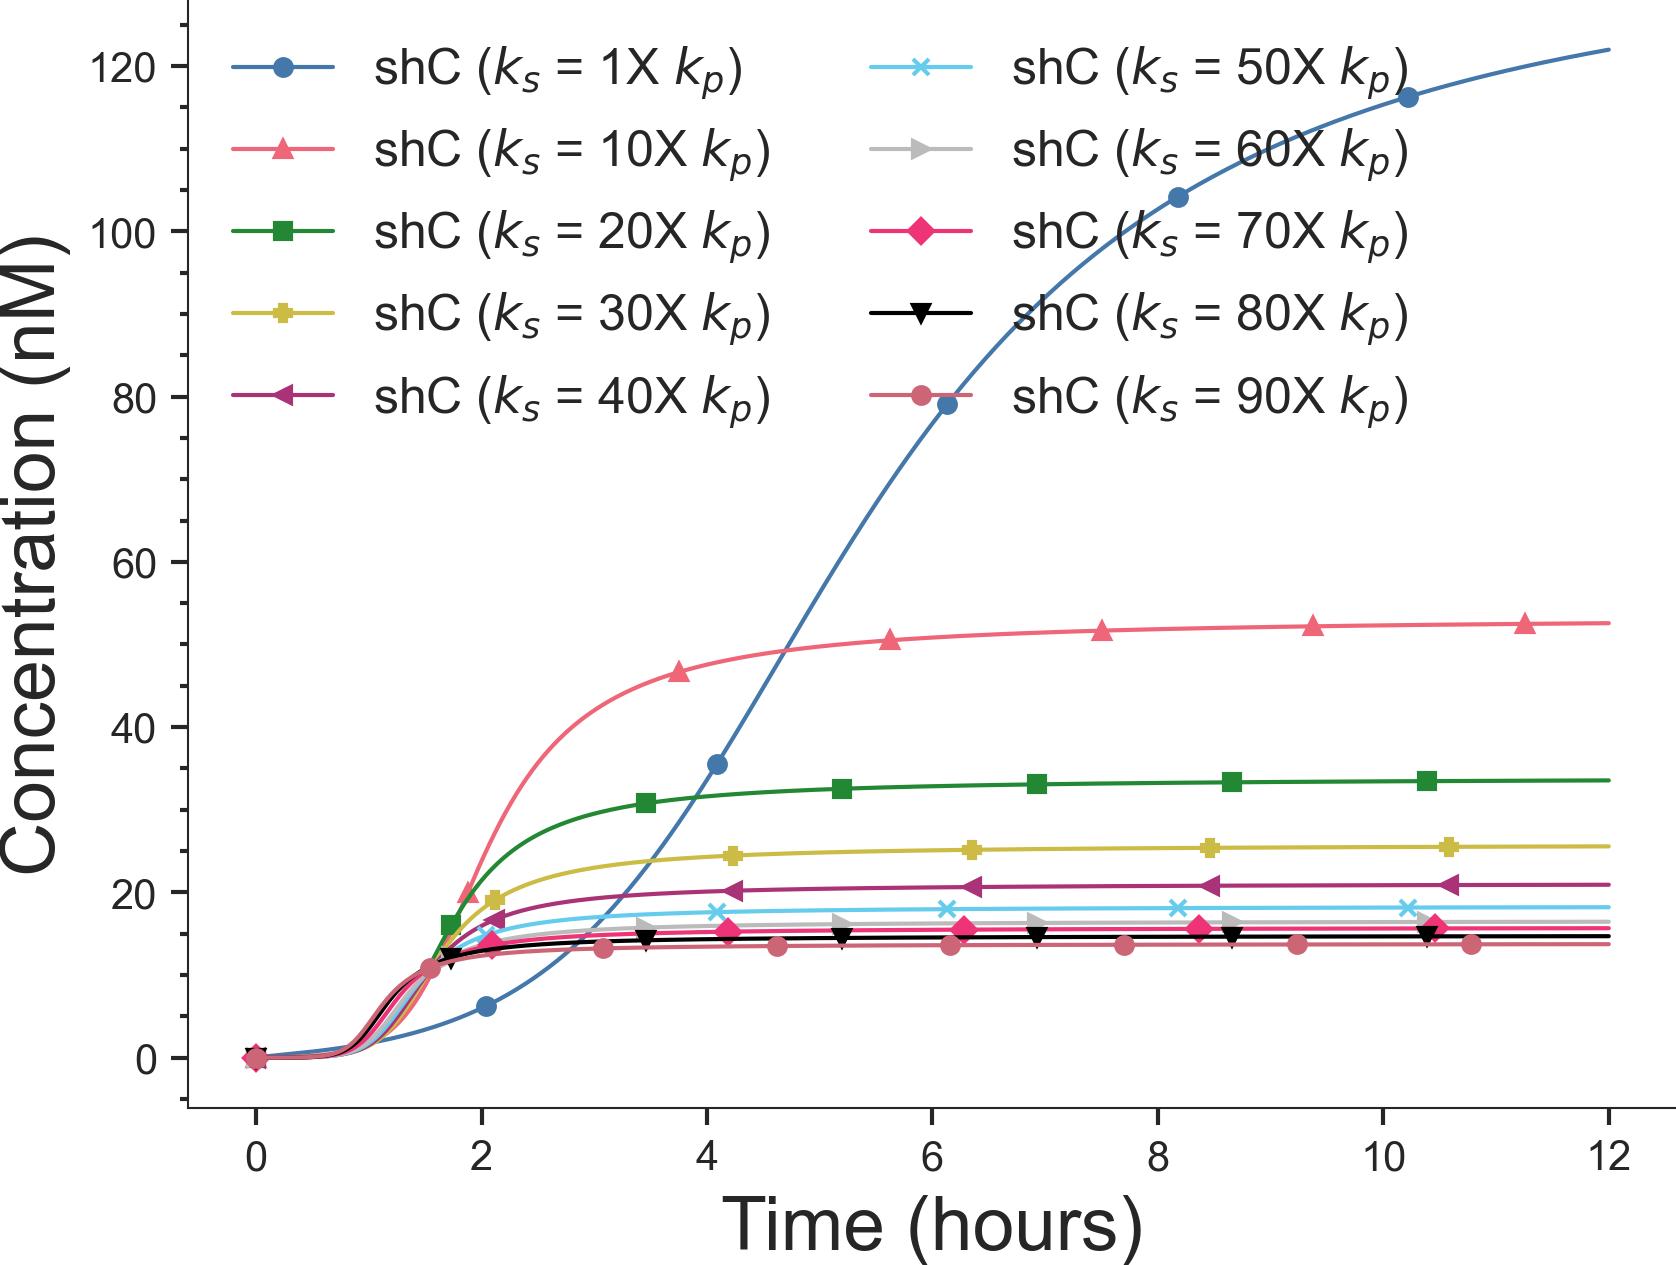 120
100
80
60
40
20
0
Concentration (nM)
shC (kₛ = 1X kₚ)
shC (kₛ = 10X kₚ)
shC (kₛ = 20X kₚ)
shC (kₛ = 30X kₚ)
shC (kₛ = 40X kₚ)
shC (kₛ = 50X kₚ)
shC (kₛ = 60X kₚ)
shC (kₛ = 70X kₚ)
shC (kₛ = 80X kₚ)
shC (kₛ = 90X kₚ)
0 2 4 6 8 10 12
Time (hours)